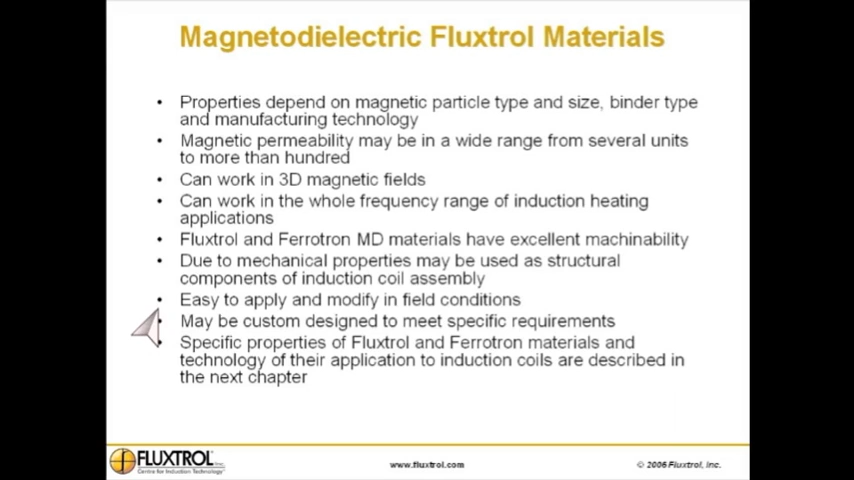 Magnetodielectric Fluxtrol Materials
• Properties depend on magnetic particle type and size, binder type
and manufacturing technology
• Magnetic permeability may be in a wide range from several units
to more than hundred
• Can work in 3D magnetic fields
• Can work in the whole frequency range of induction heating
applications
• Fluxtrol and Ferrotron MD materials have excellent machinability
• Due to mechanical properties may be used as structural
components of induction coil assembly
• Easy to apply and modify in field conditions
• May be custom designed to meet specific requirements
• Specific properties of Fluxtrol and Ferrotron materials and
technology of their application to induction coils are described in
the next chapter
FLUXTROL Inc.
Centre for Induction Technology
www.fluxtrol.com
© 2006 Fluxtrol, Inc.